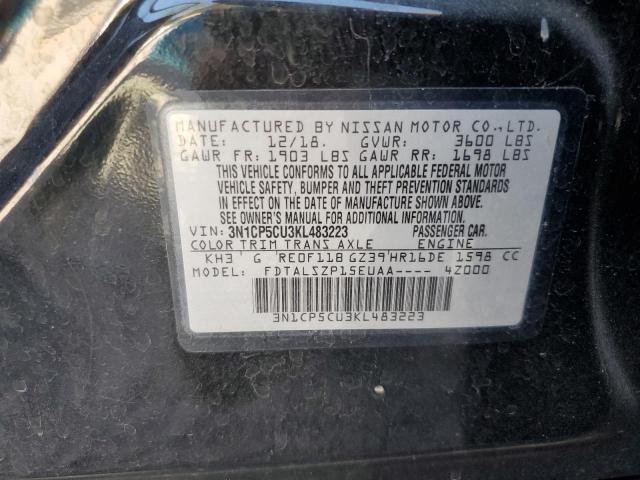 MANUFACTURED BY NISSAN MOTOR CO.,LTD.
DATE: 12/18. GVWR: 3600 LBS
GAWR FR: 1903 LBS GAWR RR: 1698 LBS
THIS VEHICLE CONFORMS TO ALL APPLICABLE FEDERAL MOTOR
VEHICLE SAFETY, BUMPER AND THEFT PREVENTION STANDARDS
IN EFFECT ON THE DATE OF MANUFACTURE SHOWN ABOVE.
SEE OWNER'S MANUAL FOR ADDITIONAL INFORMATION.
VIN: 3N1CP5CU3KL483223 PASSENGER CAR.
COLOR TRIM TRANS AXLE ENGINE
KH3 G RE0F11B GZ39 HR16DE 1598 CC
MODEL: FDTALSZP15EUAA---- 4Z000
3N1CP5CU3KL483223